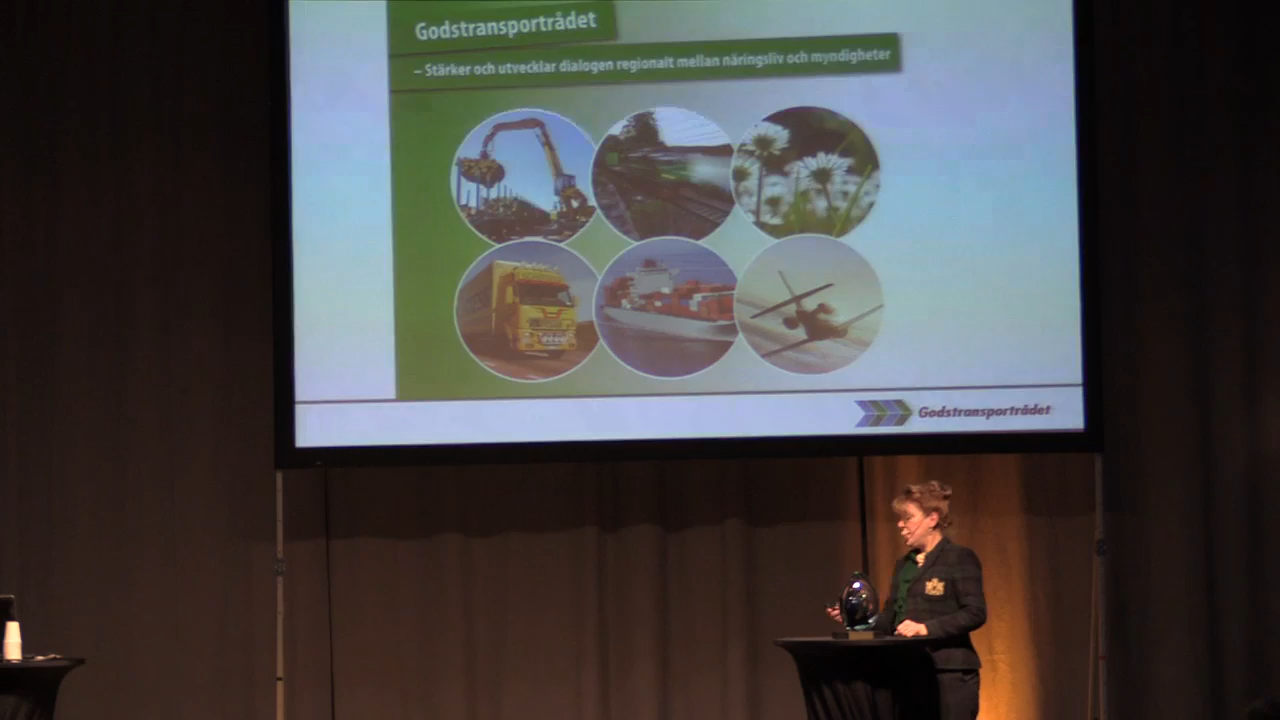 Godstransportrådet
– Stärker och utvecklar dialogen regionalt mellan näringsliv och myndigheter
Godstransportrådet